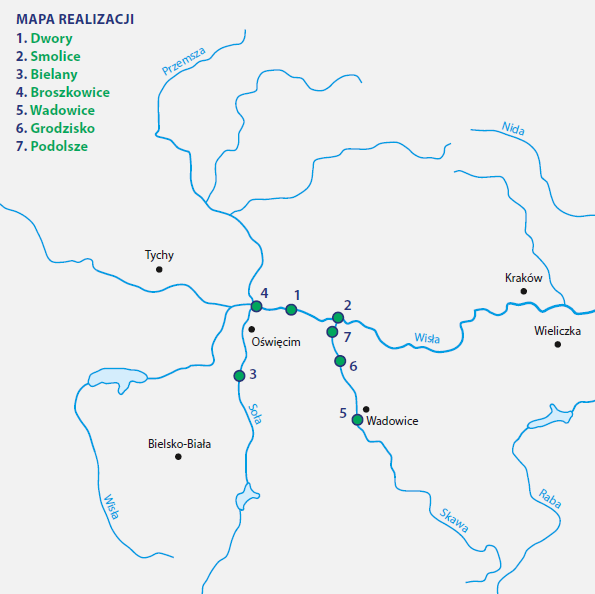 MAPA REALIZACJI
1. Dwory
2. Smolice
3. Bielany
4. Broszkowice
5. Wadowice
6. Grodzisko
7. Podolsze
Przemsza
Nida
Tychy
Kraków
4
1
2
7
Oświęcim
Wisła
Wieliczka
6
3
5
Soła
Wadowice
Bielsko-Biała
Wisła
Raba
Skawa